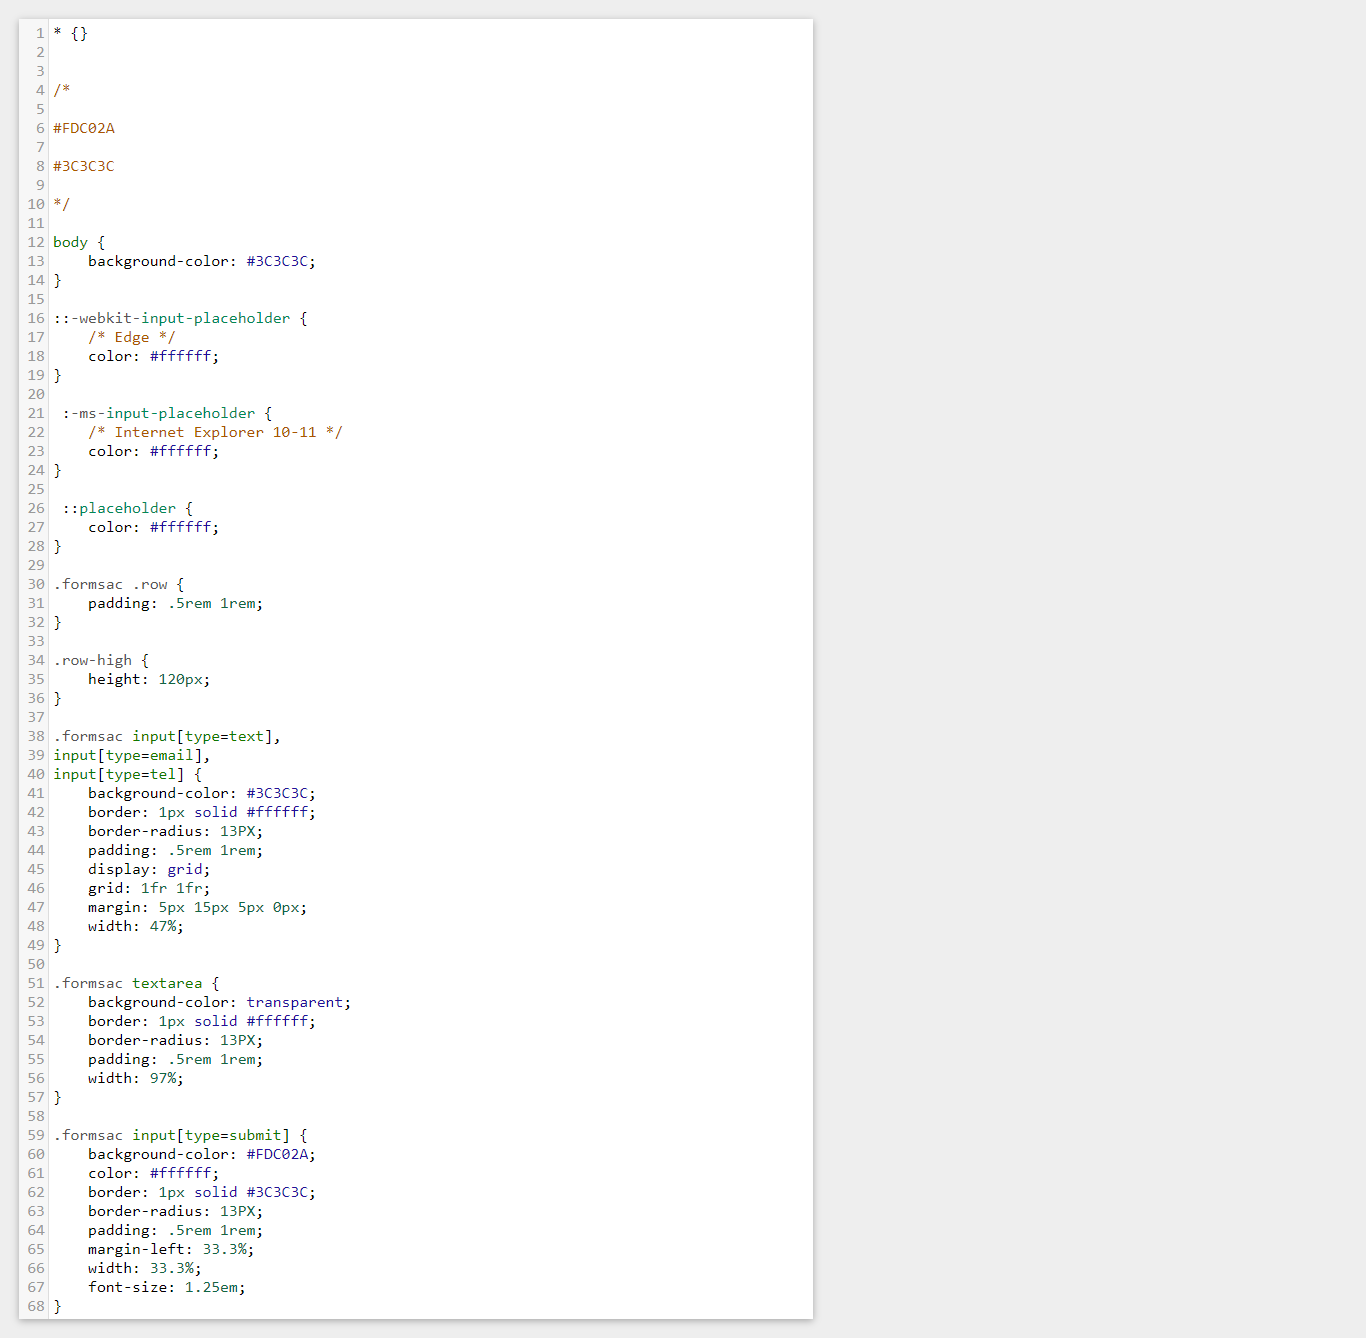 1 * {}
2
3
4 /*
5
6 #FDC02A
7
8 #3C3C3C
9
10 */
11
12 body {
13     background-color: #3C3C3C;
14 }
15
16 ::-webkit-input-placeholder {
17     /* Edge */
18     color: #ffffff;
19 }
20
21  :-ms-input-placeholder {
22     /* Internet Explorer 10-11 */
23     color: #ffffff;
24 }
25
26  ::placeholder {
27     color: #ffffff;
28 }
29
30 .formsac .row {
31     padding: .5rem 1rem;
32 }
33
34 .row-high {
35     height: 120px;
36 }
37
38 .formsac input[type=text],
39 input[type=email],
40 input[type=tel] {
41     background-color: #3C3C3C;
42     border: 1px solid #ffffff;
43     border-radius: 13PX;
44     padding: .5rem 1rem;
45     display: grid;
46     grid: 1fr 1fr;
47     margin: 5px 15px 5px 0px;
48     width: 47%;
49 }
50
51 .formsac textarea {
52     background-color: transparent;
53     border: 1px solid #ffffff;
54     border-radius: 13PX;
55     padding: .5rem 1rem;
56     width: 97%;
57 }
58
59 .formsac input[type=submit] {
60     background-color: #FDC02A;
61     color: #ffffff;
62     border: 1px solid #3C3C3C;
63     border-radius: 13PX;
64     padding: .5rem 1rem;
65     margin-left: 33.3%;
66     width: 33.3%;
67     font-size: 1.25em;
68 }